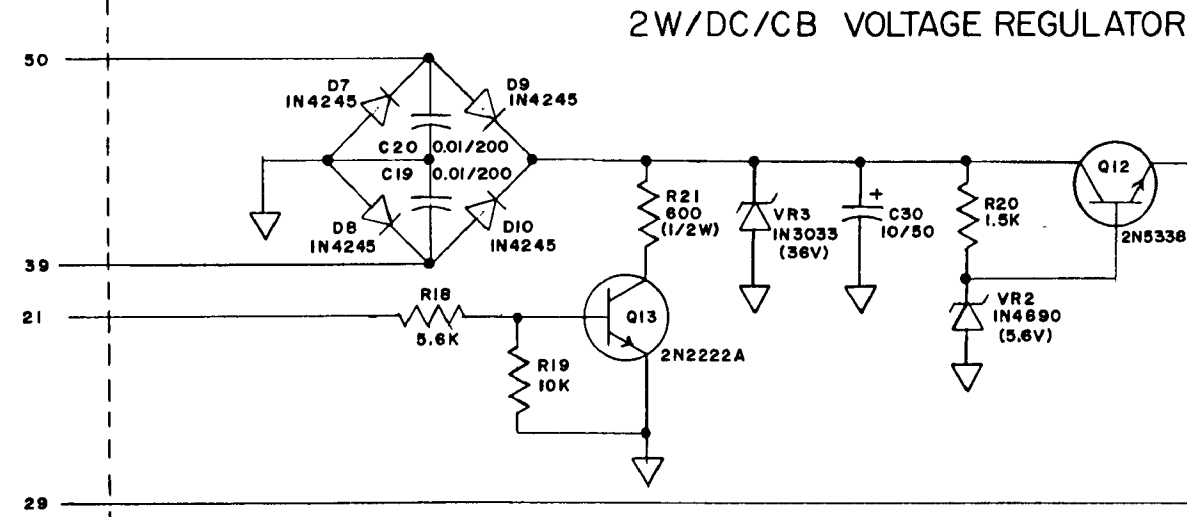 2W/DC/CB VOLTAGE REGULATOR
50
D7
1N4245
D9
1N4245
C20 0.01/200
C19 0.01/200
D8
1N4245
D10
1N4245
39
R21
600
(1/2W)
VR3
1N3033
(36V)
+
C30
10/50
R20
1.5K
Q12
2N5338
VR2
1N4690
(5.6V)
21
R18
5.6K
Q13
2N2222A
R19
10K
29